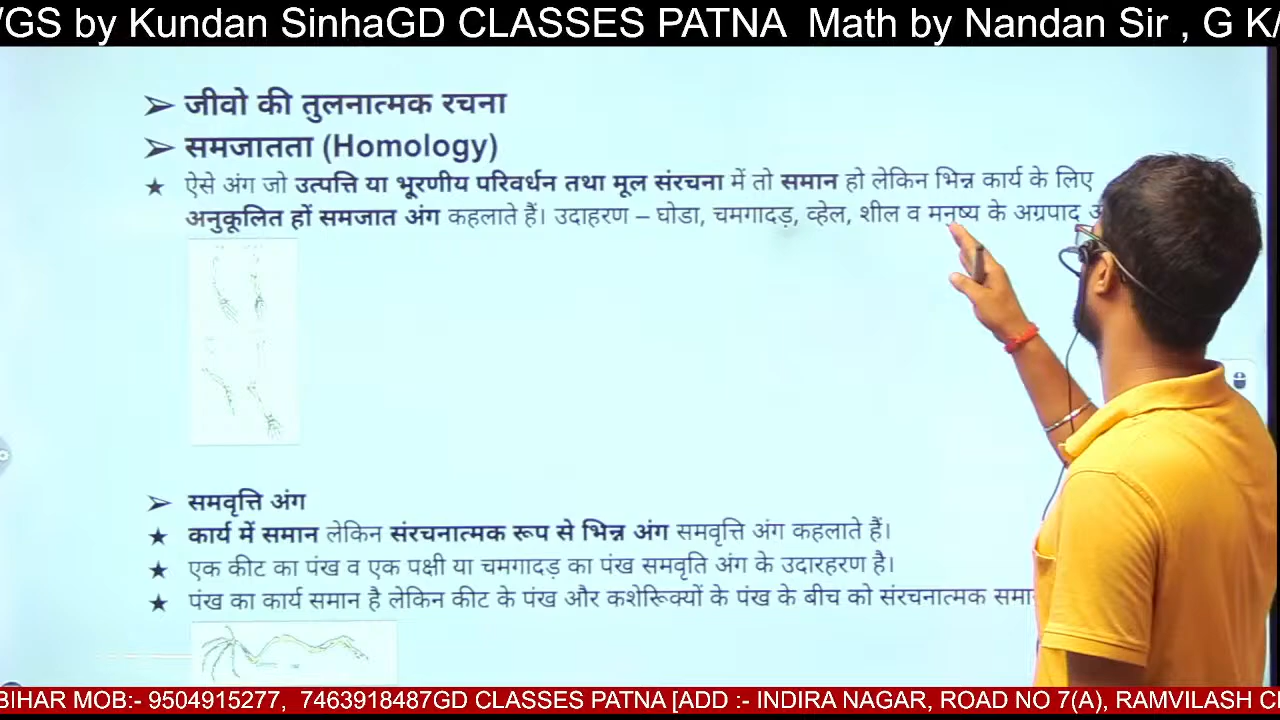 /GS by Kundan SinhaGD CLASSES PATNA Math by Nandan Sir , G K/
➢ जीवो की तुलनात्मक रचना
➢ समजातता (Homology)
★ ऐसे अंग जो उत्पत्ति या भ्रूणीय परिवर्धन तथा मूल संरचना में तो समान हो लेकिन भिन्न कार्य के लिए
अनुकूलित हों समजात अंग कहलाते हैं। उदाहरण – घोडा, चमगादड़, व्हेल, शील व मनुष्य के अग्रपाद
➢ समवृत्ति अंग
★ कार्य में समान लेकिन संरचनात्मक रूप से भिन्न अंग समवृत्ति अंग कहलाते हैं।
★ एक कीट का पंख व एक पक्षी या चमगादड़ का पंख समवृति अंग के उदारहरण है।
★ पंख का कार्य समान है लेकिन कीट के पंख और कशेरूिक्यों के पंख के बीच को संरचनात्मक
BIHAR MOB:- 9504915277, 7463918487GD CLASSES PATNA [ADD :- INDIRA NAGAR, ROAD NO 7(A), RAMVILASH